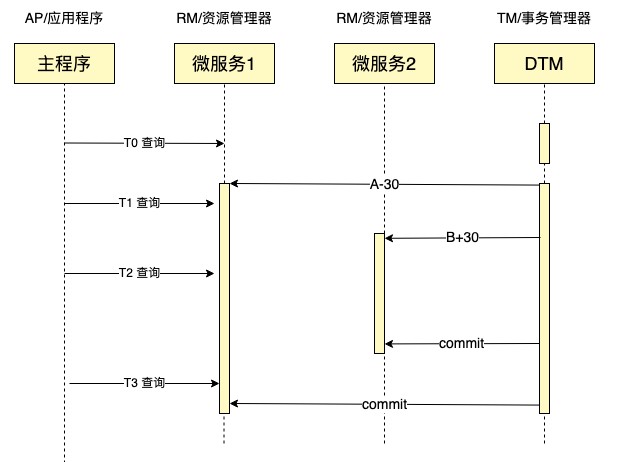 AP/应用程序
RM/资源管理器
RM/资源管理器
TM/事务管理器
主程序
微服务1
微服务2
DTM
T0 查询
A-30
T1 查询
B+30
T2 查询
commit
T3 查询
commit